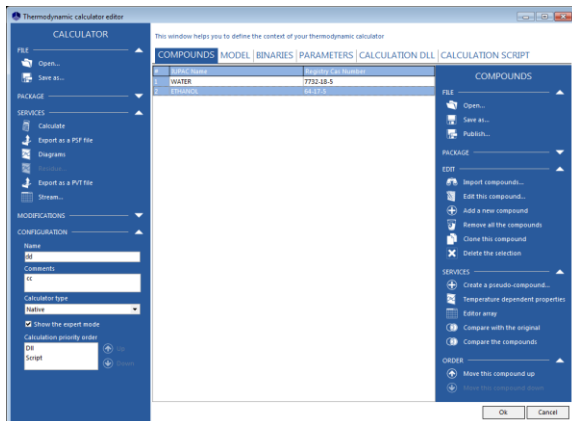 Thermodynamic calculator editor
CALCULATOR
FILE
Open...
Save as...
PACKAGE
SERVICES
Calculate
Export as a PSF file
Diagrams
Export as a PVT file
Stream...
MODIFICATIONS
CONFIGURATION
Name
dd
Comments
cc
Calculator type
Native
Show the expert mode
Calculation priority order
Dll
Script
Up
Down
This window helps you to define the context of your thermodynamic calculator
COMPOUNDS MODEL BINARIES PARAMETERS CALCULATION DLL CALCULATION SCRIPT
# IUPAC Name Registry Cas Number
1 WATER 7732-18-5
2 ETHANOL 64-17-5
COMPOUNDS
FILE
Open...
Save as...
Publish...
PACKAGE
EDIT
Import compounds...
Edit this compound...
Add a new compound
Remove all the compounds
Clone this compound
Delete the selection
SERVICES
Create a pseudo-compound...
Temperature dependent properties
Editor array
Compare with the original
Compare the compounds
ORDER
Move this compound up
Move this compound down
Ok Cancel